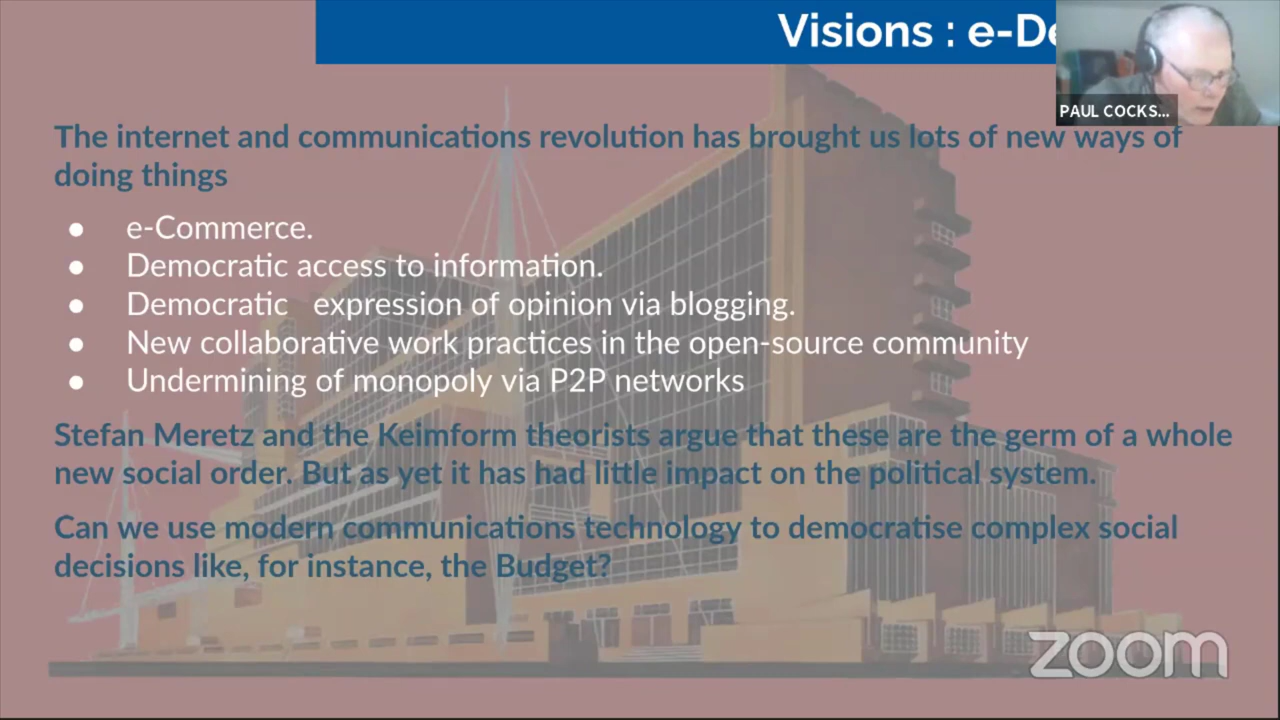 Visions : e-De
PAUL COCKS...
The internet and communications revolution has brought us lots of new ways of
doing things
● e-Commerce.
● Democratic access to information.
● Democratic expression of opinion via blogging.
● New collaborative work practices in the open-source community
● Undermining of monopoly via P2P networks
Stefan Meretz and the Keimform theorists argue that these are the germ of a whole
new social order. But as yet it has had little impact on the political system.
Can we use modern communications technology to democratise complex social
decisions like, for instance, the Budget?
zoom